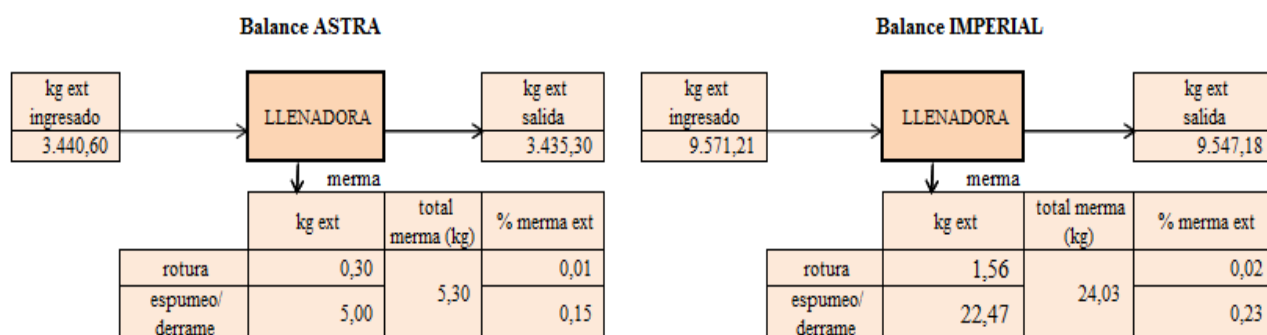 Balance ASTRA
kg ext
ingresado
3.440,60
LLENADORA
kg ext
salida
3.435,30
merma
kg ext
total
merma (kg)
% merma ext
rotura
0,30
5,30
0,01
espumeo/
derrame
5,00
0,15
Balance IMPERIAL
kg ext
ingresado
9.571,21
LLENADORA
kg ext
salida
9.547,18
merma
kg ext
total merma
(kg)
% merma ext
rotura
1,56
24,03
0,02
espumeo/
derrame
22,47
0,23